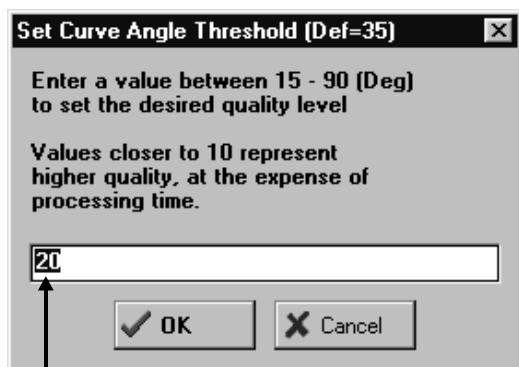 Set Curve Angle Threshold (Def=35)
Enter a value between 15 - 90 (Deg)
to set the desired quality level
Values closer to 10 represent
higher quality, at the expense of
processing time.
20
OK Cancel